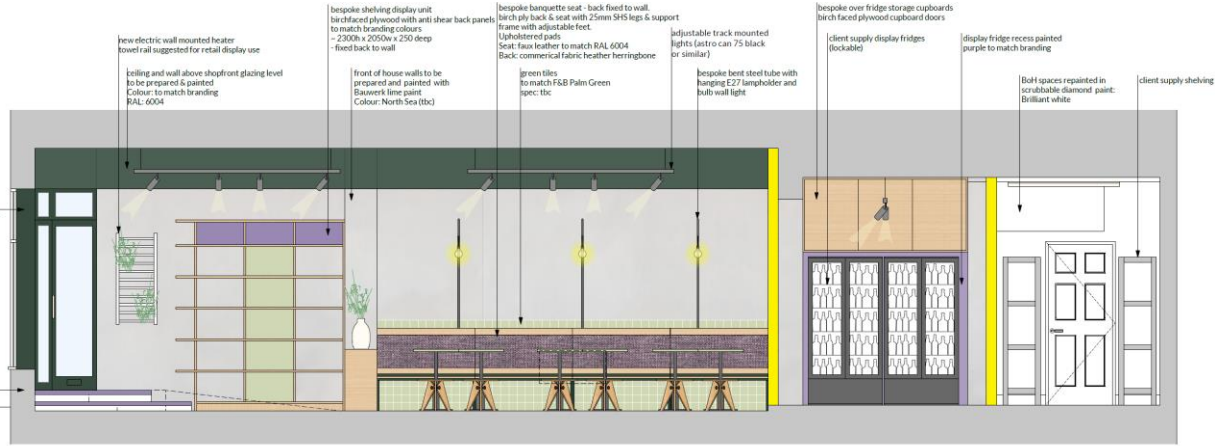 new electric wall mounted heater
towel rail suggested for retail display use
ceiling and wall above shopfront glazing level
to be prepared & painted
Colour: to match branding
RAL: 6004
bespoke shelving display unit
birchfaced plywood with anti shear back panels
to match branding colours
~ 2300h x 2050w x 250 deep
- fixed back to wall
front of house walls to be
prepared and painted with
Bauwerk lime paint
Colour: North Sea (tbc)
bespoke banquette seat - back fixed to wall.
birch ply back & seat with 25mm SHS legs & support
frame with adjustable feet.
Upholstered pads
Seat: faux leather to match RAL 6004
Back: commerical fabric heather herringbone
green tiles
to match F&B Palm Green
spec: tbc
adjustable track mounted
lights (astro can 75 black
or similar)
bespoke bent steel tube with
hanging E27 lampholder and
bulb wall light
bespoke over fridge storage cupboards
birch faced plywood cupboard doors
client supply display fridges
(lockable)
display fridge recess painted
purple to match branding
BoH spaces repainted in
scrubbable diamond paint:
Brilliant white
client supply shelving